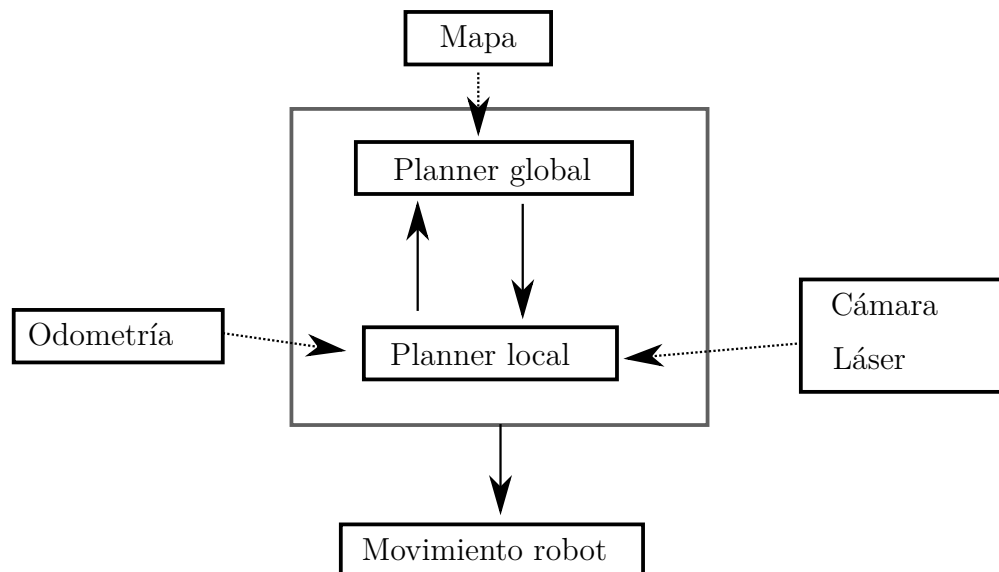 Mapa
Planner global
Odometría
Planner local
Cámara
Láser
Movimiento robot